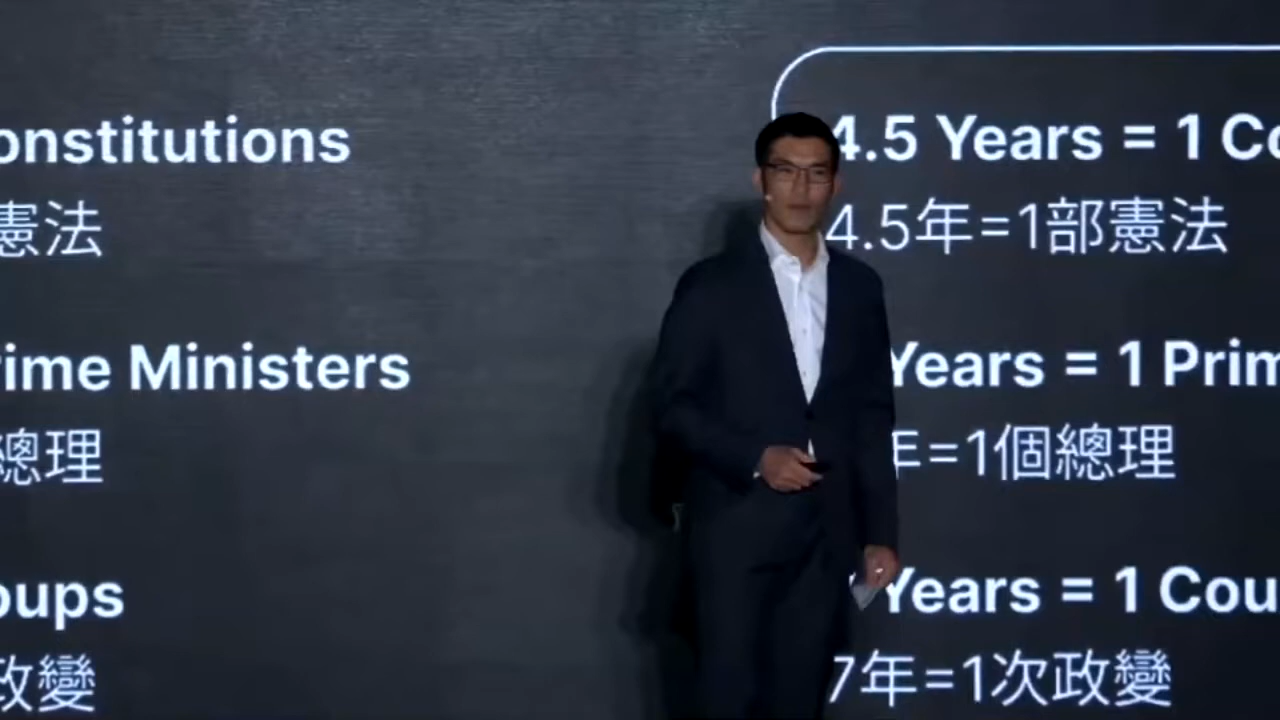 onstitutions
憲法
rime Ministers
總理
oups
政變
4.5 Years = 1 Co
4.5年=1部憲法
Years = 1 Prim
年=1個總理
Years = 1 Cou
7年=1次政變